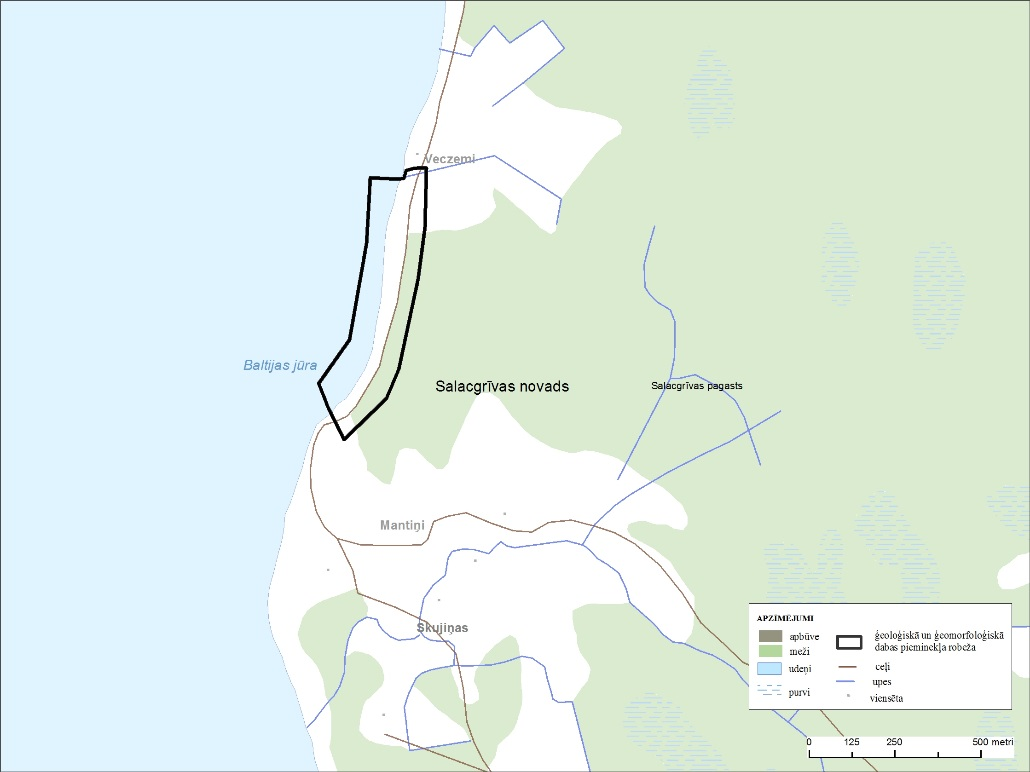 Veczemi
Baltijas jūra
Salacgrīvas novads
Salacgrīvas pagasts
Mantiņi
Skujiņas
APZĪMĒJUMI
apbūve
meži
udeņi
purvi
ģeoloģiskā un ģeomorfoloģiskā
dabas pieminekļa robeža
ceļi
upes
viensēta
0 125 250 500 metri